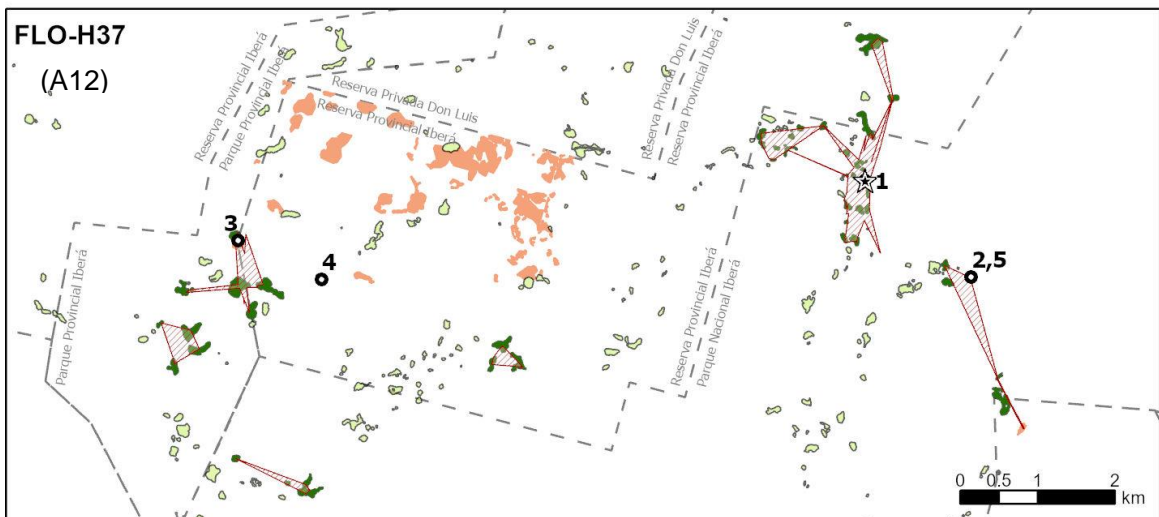 FLO-H37
(A12)
Reserva Provincial Iberá
Parque Provincial Iberá
Reserva Privada Don Luis
Reserva Provincial Iberá
Reserva Privada Don Luis
Reserva Provincial Iberá
1
3
4
2,5
Parque Provincial Iberá
Reserva Provincial Iberá
Parque Nacional Iberá
0 0.5 1 2
km